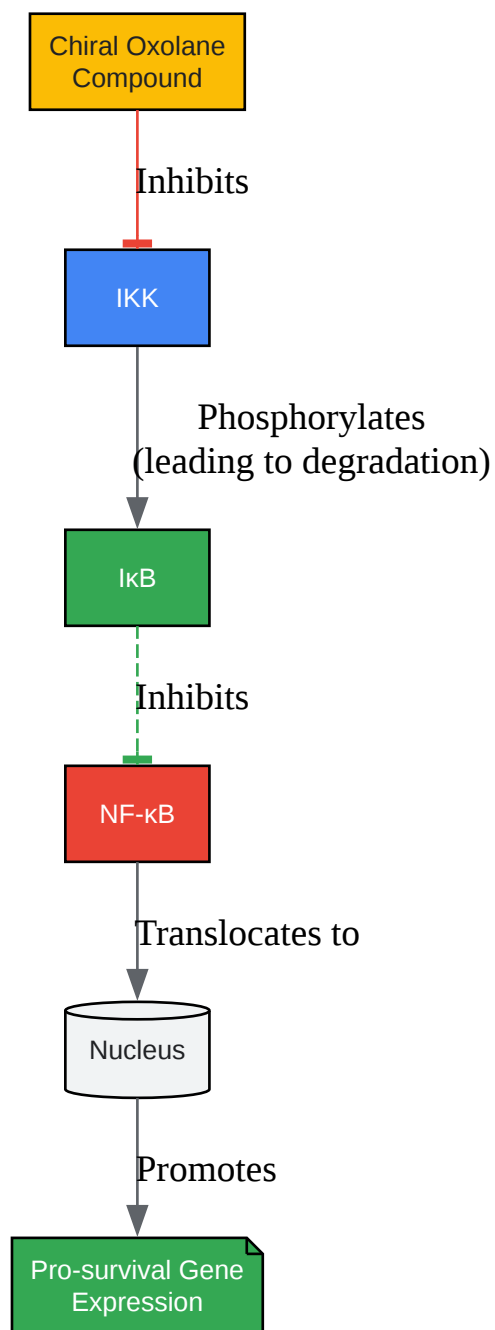 Chiral Oxolane
Compound
Inhibits
IKK
Phosphorylates
(leading to degradation)
IκB
Inhibits
NF-κB
Translocates to
Nucleus
Promotes
Pro-survival Gene
Expression